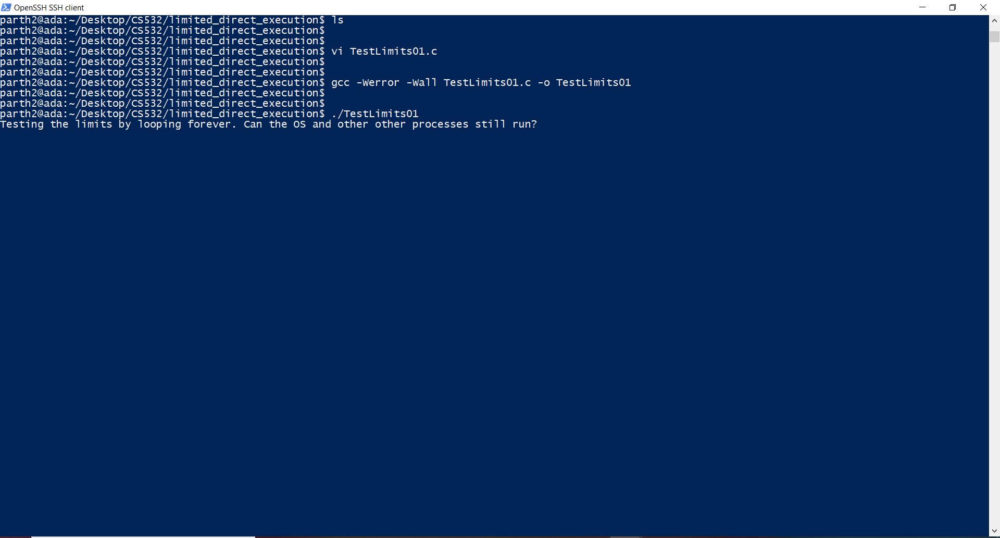 OpenSSH SSH client
parth2@ada:~/Desktop/CS532/limited_direct_execution$ ls
parth2@ada:~/Desktop/CS532/limited_direct_execution$
parth2@ada:~/Desktop/CS532/limited_direct_execution$
parth2@ada:~/Desktop/CS532/limited_direct_execution$ vi TestLimits01.c
parth2@ada:~/Desktop/CS532/limited_direct_execution$
parth2@ada:~/Desktop/CS532/limited_direct_execution$
parth2@ada:~/Desktop/CS532/limited_direct_execution$ gcc -Werror -Wall TestLimits01.c -o TestLimits01
parth2@ada:~/Desktop/CS532/limited_direct_execution$
parth2@ada:~/Desktop/CS532/limited_direct_execution$
parth2@ada:~/Desktop/CS532/limited_direct_execution$ ./TestLimits01
Testing the limits by looping forever. Can the OS and other other processes still run?